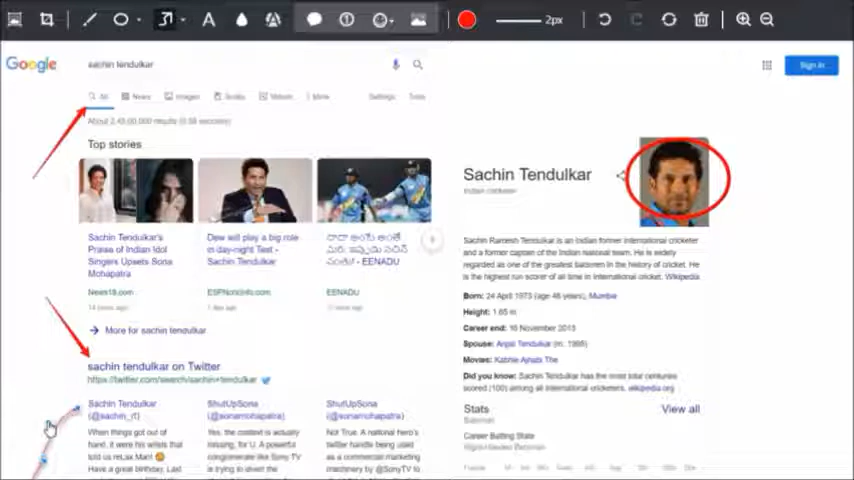 2px
Google
sachin tendulkar
Sign in
All
News
Images
Books
Videos
More
Settings
Tools
Top stories
Sachin Tendulkar
Indian cricketer
Sachin Tendulkar's
Praise of Indian Idol
Singers Upsets Sona
Mohapatra
News18.com
Dew will play a big role
in day-night Test -
Sachin Tendulkar
ESPNcricinfo.com
- EENADU
EENADU
More for sachin tendulkar
Sachin Ramesh Tendulkar is an Indian former international cricketer
and a former captain of the Indian national team. He is widely
regarded as one of the greatest batsmen in the history of cricket. He
is the highest run scorer of all time in International cricket. Wikipedia
Born: 24 April 1973 (age 46 years), Mumbai
Height: 1.65 m
Career end: 16 November 2013
Spouse: Anjali Tendulkar (m. 1995)
Movies: Kabhie Ajnabi The
Did you know: Sachin Tendulkar has the most total centuries
scored (100) among all international cricketers. wikipedia.org
sachin tendulkar on Twitter
https://twitter.com/search/sachin+tendulkar
Sachin Tendulkar
(@sachin_rt)
When things got out of
hand, it was his wrists that
told us reLax Man!
Have a great birthday, Laxi
ShutUpSona
(@sonamohapatra)
Yes, the context is actually
missing, for U. A powerful
conglomerate like Sony TV
is trying to divert the
ShutUpSona
(@sonamohapatra)
Not True. A national hero's
twitter handle being used
as a commercial marketing
machinery by @SonyTV to
Stats
View all
Batsman
Career Batting Stats